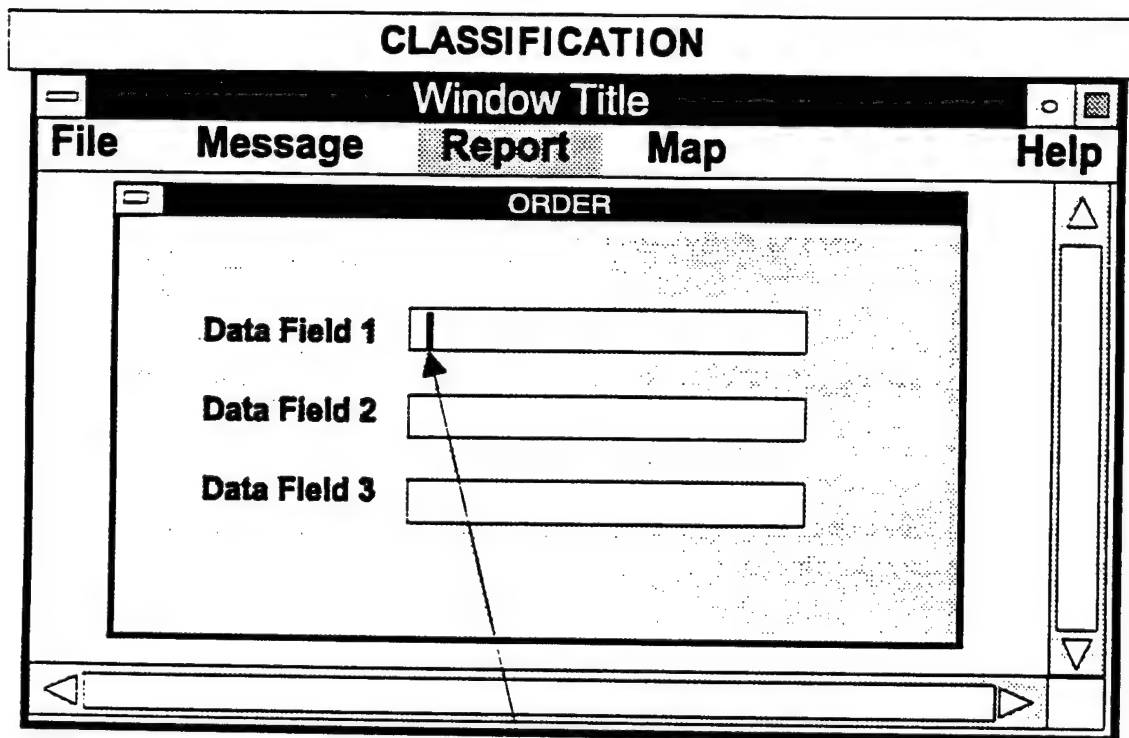 CLASSIFICATION
Window Title
File Message Report Map Help
ORDER
Data Field 1
Data Field 2
Data Field 3